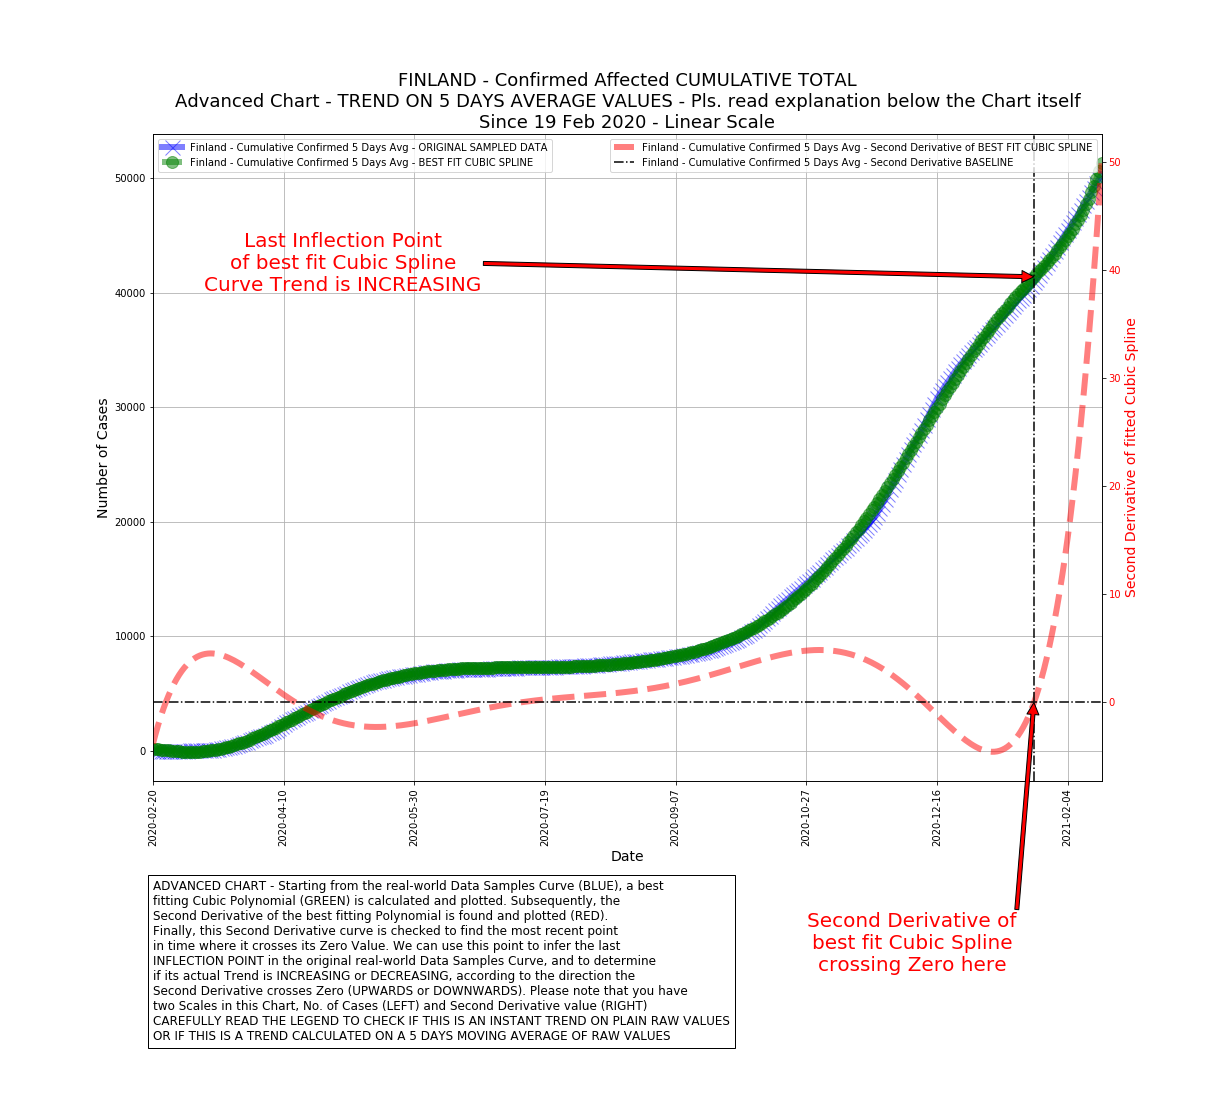 FINLAND - Confirmed Affected CUMULATIVE TOTAL
Advanced Chart - TREND ON 5 DAYS AVERAGE VALUES - Pls. read explanation below the Chart itself
Since 19 Feb 2020 - Linear Scale
Finland - Cumulative Confirmed 5 Days Avg - ORIGINAL SAMPLED DATA
Finland - Cumulative Confirmed 5 Days Avg - BEST FIT CUBIC SPLINE
Finland - Cumulative Confirmed 5 Days Avg - Second Derivative of BEST FIT CUBIC SPLINE
Finland - Cumulative Confirmed 5 Days Avg - Second Derivative BASELINE
Last Inflection Point
of best fit Cubic Spline
Curve Trend is INCREASING
Number of Cases
50000
40000
30000
20000
10000
0
50
40
30
20
10
0
Second Derivative of fitted Cubic Spline
2020-02-20
2020-04-10
2020-05-30
2020-07-19
2020-09-07
2020-10-27
2020-12-16
2021-02-04
Date
Second Derivative of
best fit Cubic Spline
crossing Zero here
ADVANCED CHART - Starting from the real-world Data Samples Curve (BLUE), a best
fitting Cubic Polynomial (GREEN) is calculated and plotted. Subsequently, the
Second Derivative of the best fitting Polynomial is found and plotted (RED).
Finally, this Second Derivative curve is checked to find the most recent point
in time where it crosses its Zero Value. We can use this point to infer the last
INFLECTION POINT in the original real-world Data Samples Curve, and to determine
if its actual Trend is INCREASING or DECREASING, according to the direction the
Second Derivative crosses Zero (UPWARDS or DOWNWARDS). Please note that you have
two Scales in this Chart, No. of Cases (LEFT) and Second Derivative value (RIGHT)
CAREFULLY READ THE LEGEND TO CHECK IF THIS IS AN INSTANT TREND ON PLAIN RAW VALUES
OR IF THIS IS A TREND CALCULATED ON A 5 DAYS MOVING AVERAGE OF RAW VALUES